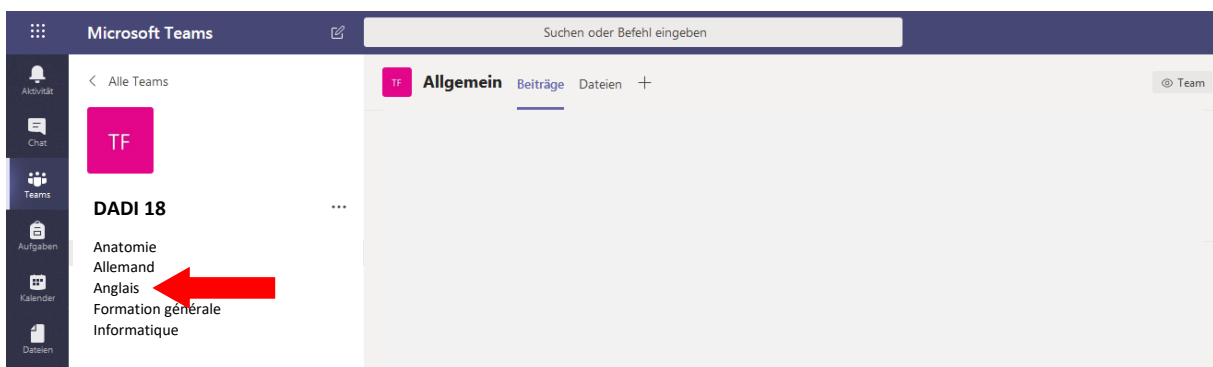 Microsoft Teams
Suchen oder Befehl eingeben
Aktivität
Chat
Teams
Aufgaben
Kalender
Dateien
Alle Teams
TF
DADI 18
...
Anatomie
Allemand
Anglais
Formation générale
Informatique
TF Allgemein Beiträge Dateien +
Team